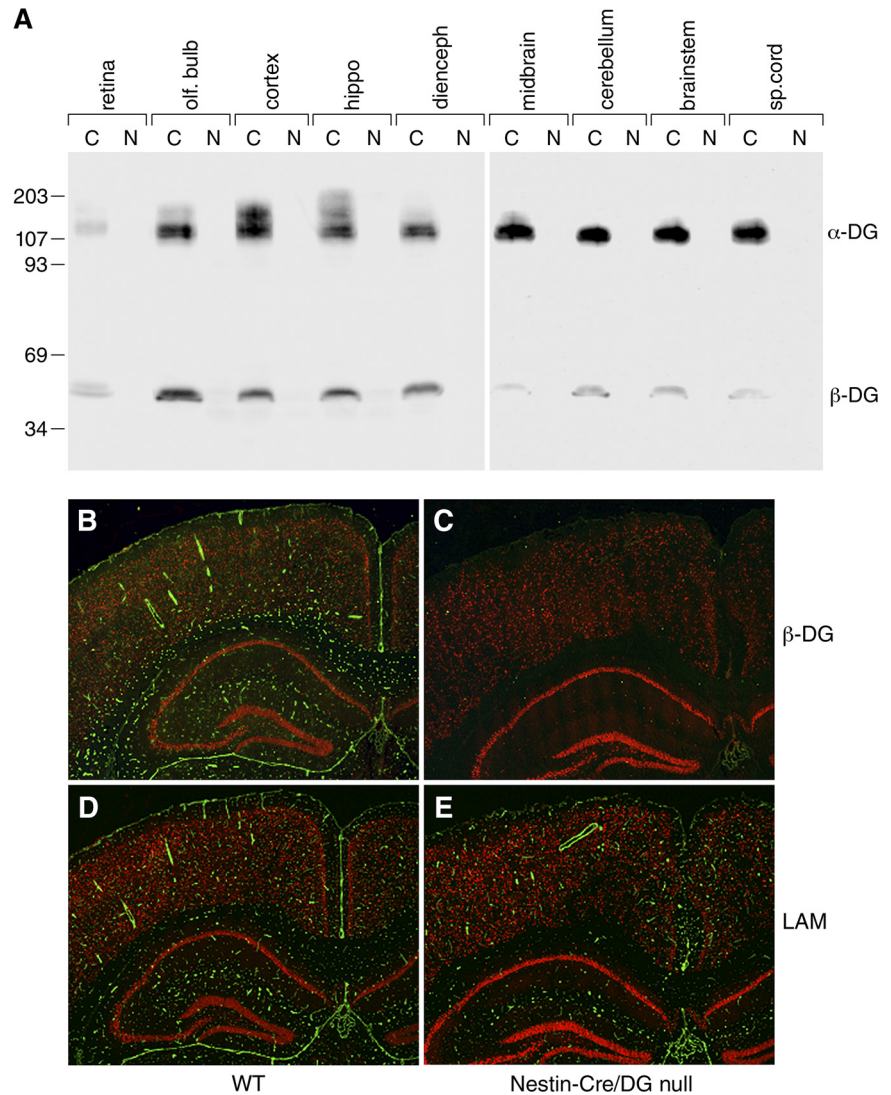 A
retina olf. bulb cortex hippo dienceph midbrain cerebellum brainstem sp.cord
C N C N C N C N C N C N C N C N C N
203
107
93
69
34
α-DG
β-DG
B
C
β-DG
D
E
LAM
WT
Nestin-Cre/DG null